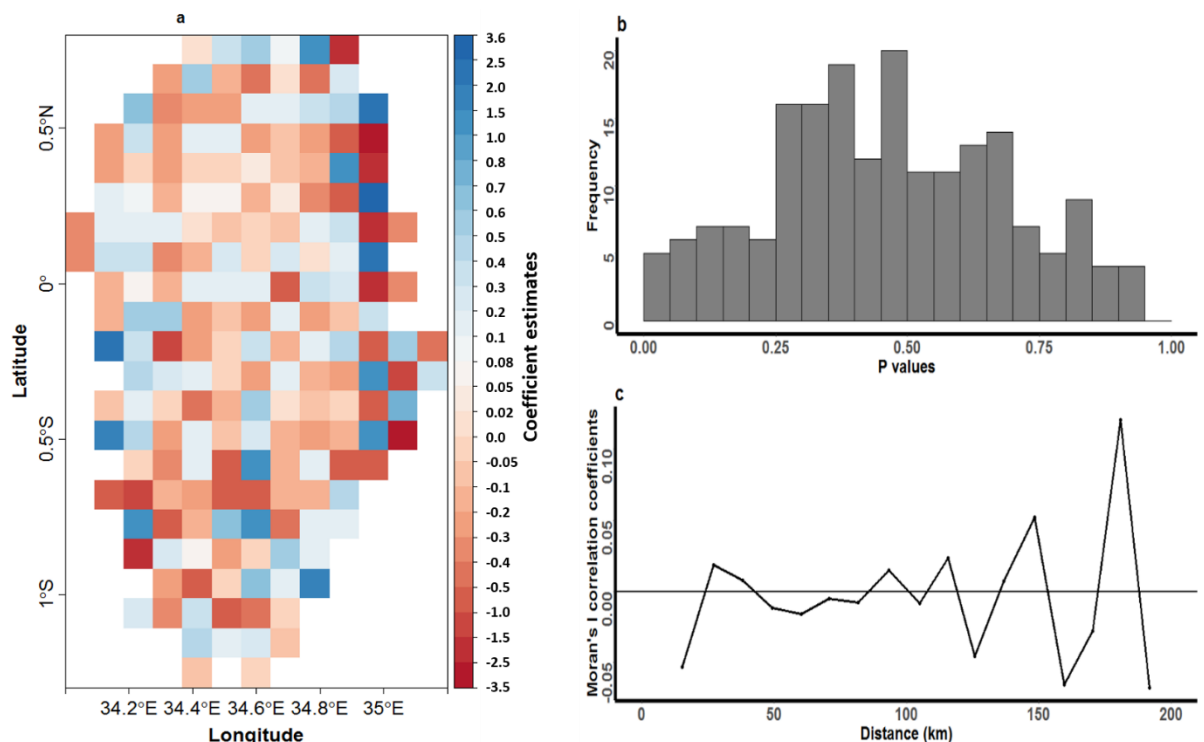 a
Latitude
0.5°N
0°
0.5°S
1°S
34.2°E 34.4°E 34.6°E 34.8°E 35°E
Longitude
3.6
2.5
2.0
1.5
1.0
0.8
0.7
0.6
0.5
0.4
0.3
0.2
0.1
0.08
0.05
0.02
0.0
-0.05
-0.1
-0.2
-0.3
-0.4
-0.5
-1.0
-1.5
-2.5
-3.5
Coefficient estimates
b
Frequency
20
15
10
5
0
0.00 0.25 0.50 0.75 1.00
P values
c
Moran's I correlation coefficients
0.10
0.05
0.00
-0.05
0 50 100 150 200
Distance (km)